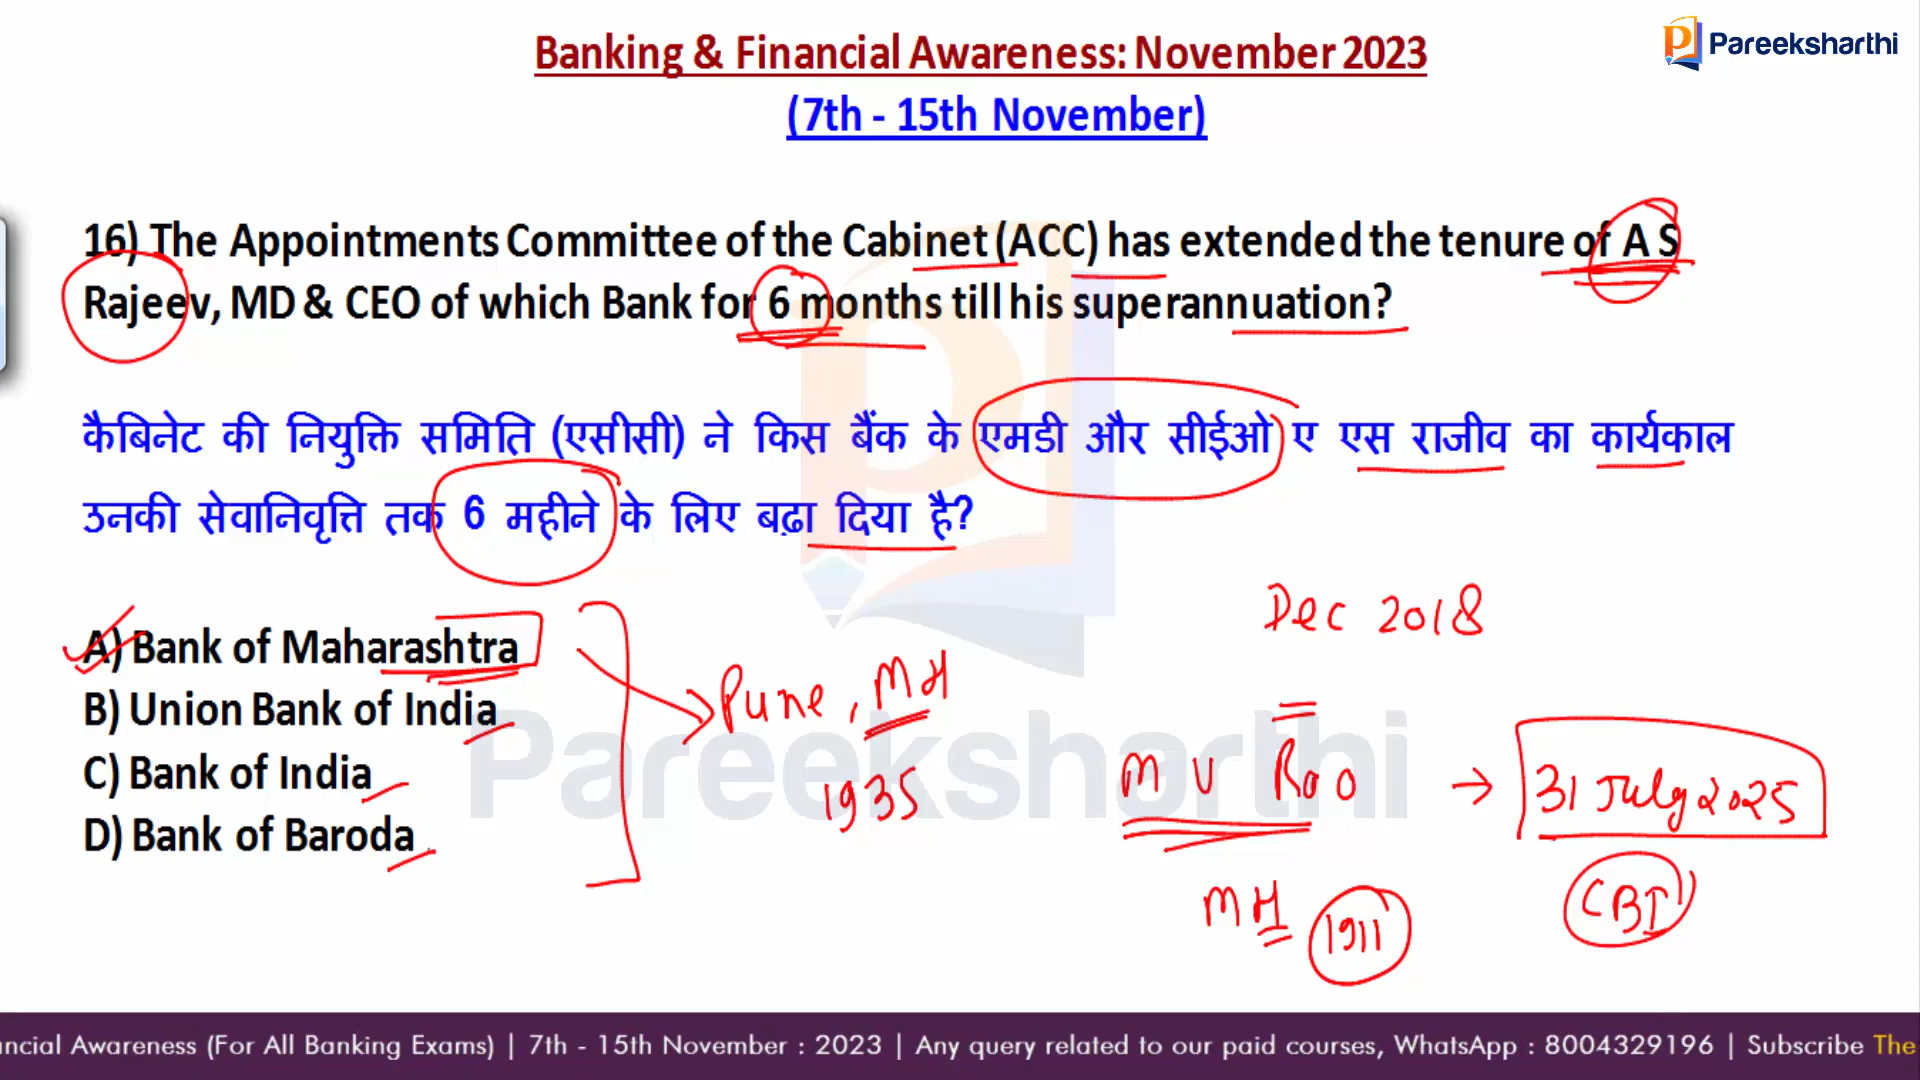 Banking & Financial Awareness: November 2023
Pareeksharthi
(7th - 15th November)
16) The Appointments Committee of the Cabinet (ACC) has extended the tenure of A S
Rajeev, MD & CEO of which Bank for 6 months till his superannuation?
कैबिनेट की नियुक्ति समिति (एसीसी) ने किस बैंक के एमडी और सीईओ ए एस राजीव का कार्यकाल
उनकी सेवानिवृत्ति तक 6 महीने के लिए बढ़ा दिया है?
Dec 2018
A) Bank of Maharashtra
Pune, MH
B) Union Bank of India
Pareeksharthi
C) Bank of India
1935
M V Rao
31 July 2025
D) Bank of Baroda
MH 1911
CBI
ncial Awareness (For All Banking Exams) | 7th - 15th November : 2023 | Any query related to our paid courses, WhatsApp : 8004329196 | Subscribe The